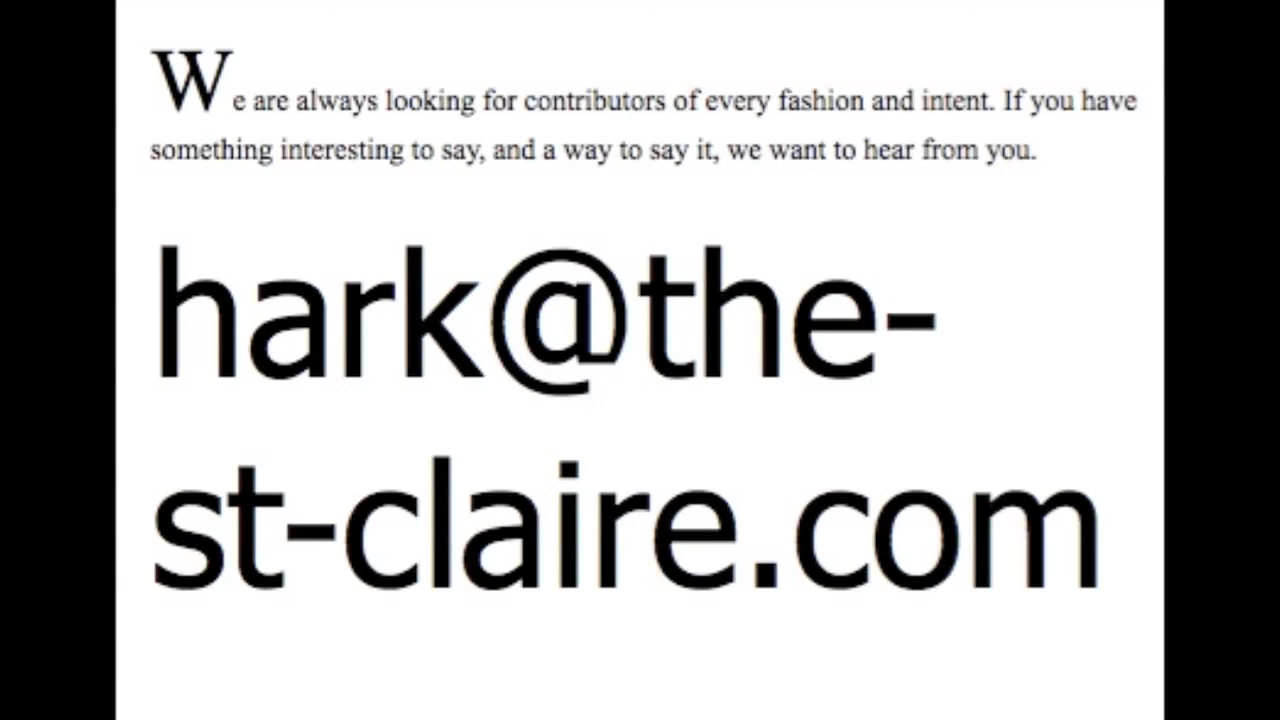 We are always looking for contributors of every fashion and intent. If you have
something interesting to say, and a way to say it, we want to hear from you.
hark@the-
st-claire.com